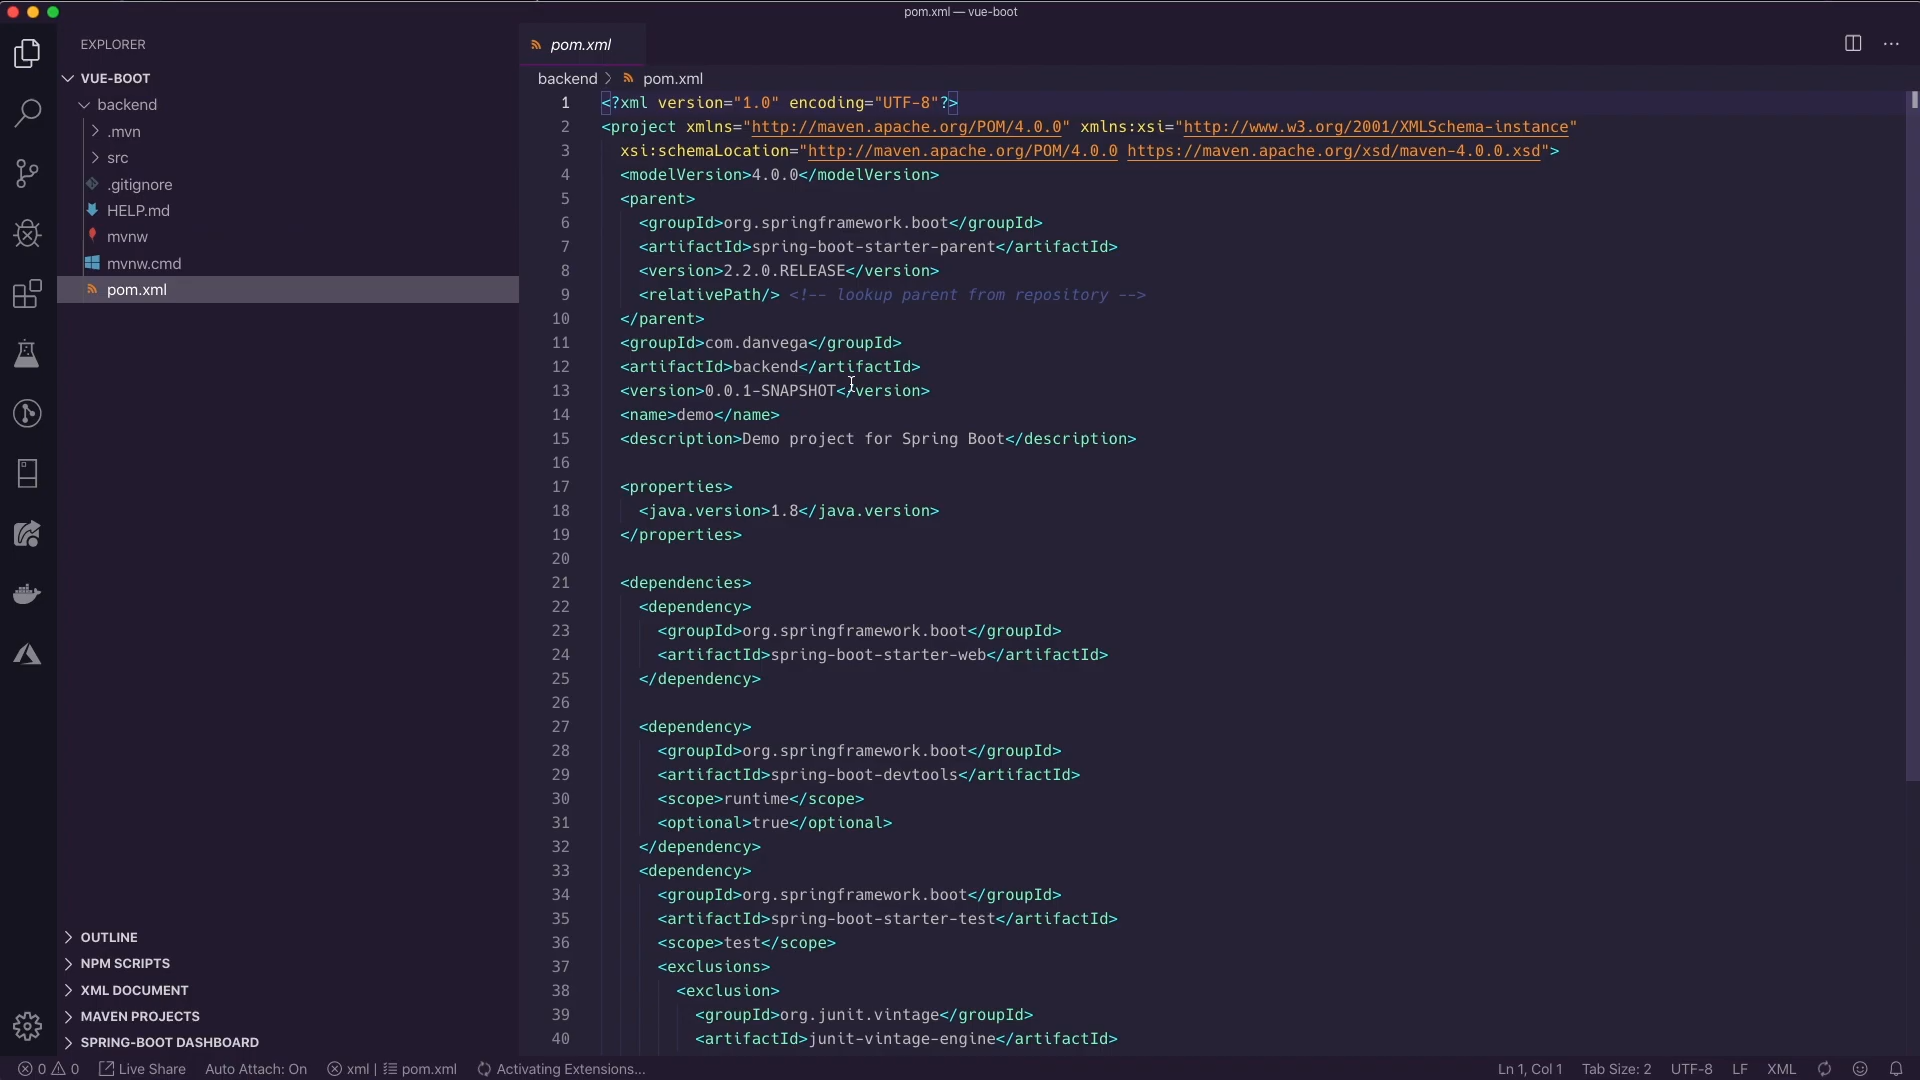 pom.xml — vue-boot
EXPLORER
VUE-BOOT
backend
.mvn
src
.gitignore
HELP.md
mvnw
mvnw.cmd
pom.xml
OUTLINE
NPM SCRIPTS
XML DOCUMENT
MAVEN PROJECTS
SPRING-BOOT DASHBOARD
pom.xml
backend > pom.xml
1 <?xml version="1.0" encoding="UTF-8"?>
2 <project xmlns="http://maven.apache.org/POM/4.0.0" xmlns:xsi="http://www.w3.org/2001/XMLSchema-instance"
3 xsi:schemaLocation="http://maven.apache.org/POM/4.0.0 https://maven.apache.org/xsd/maven-4.0.0.xsd">
4 <modelVersion>4.0.0</modelVersion>
5 <parent>
6 <groupId>org.springframework.boot</groupId>
7 <artifactId>spring-boot-starter-parent</artifactId>
8 <version>2.2.0.RELEASE</version>
9 <relativePath/> <!-- lookup parent from repository -->
10 </parent>
11 <groupId>com.danvega</groupId>
12 <artifactId>backend</artifactId>
13 <version>0.0.1-SNAPSHOT</version>
14 <name>demo</name>
15 <description>Demo project for Spring Boot</description>
16
17 <properties>
18 <java.version>1.8</java.version>
19 </properties>
20
21 <dependencies>
22 <dependency>
23 <groupId>org.springframework.boot</groupId>
24 <artifactId>spring-boot-starter-web</artifactId>
25 </dependency>
26
27 <dependency>
28 <groupId>org.springframework.boot</groupId>
29 <artifactId>spring-boot-devtools</artifactId>
30 <scope>runtime</scope>
31 <optional>true</optional>
32 </dependency>
33 <dependency>
34 <groupId>org.springframework.boot</groupId>
35 <artifactId>spring-boot-starter-test</artifactId>
36 <scope>test</scope>
37 <exclusions>
38 <exclusion>
39 <groupId>org.junit.vintage</groupId>
40 <artifactId>junit-vintage-engine</artifactId>
0 0 Live Share Auto Attach: On xml | pom.xml Activating Extensions... Ln 1, Col 1 Tab Size: 2 UTF-8 LF XML